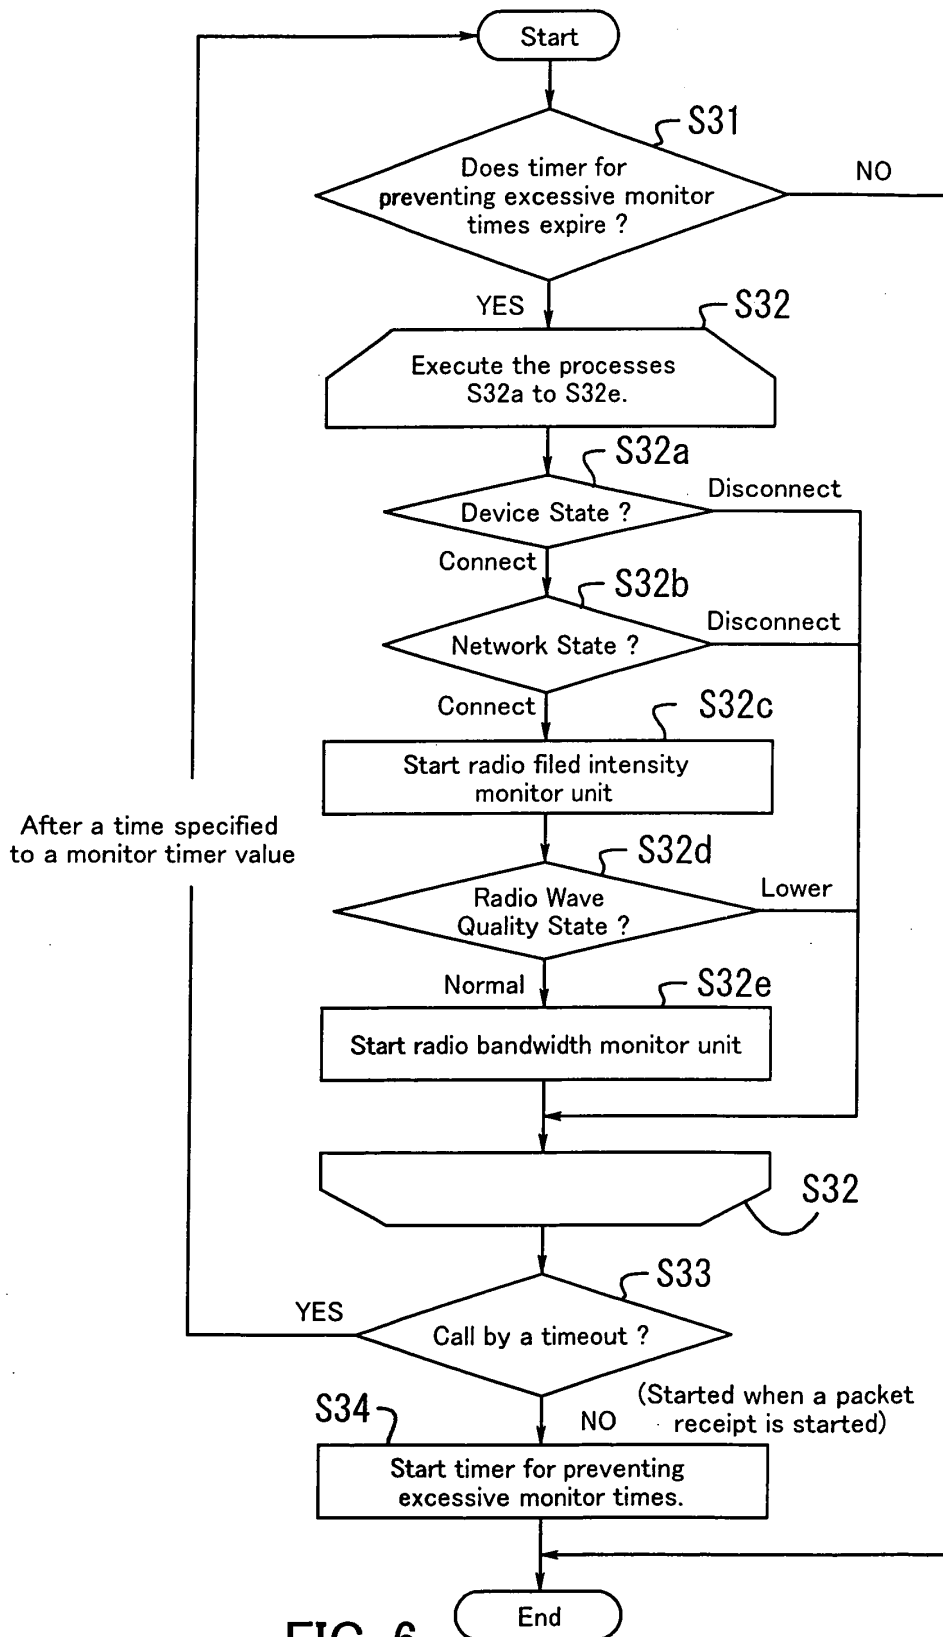 Start
S31
Does timer for
preventing excessive monitor
times expire ?
NO
YES
S32
Execute the processes
S32a to S32e.
S32a
Device State ?
Disconnect
Connect
S32b
Network State ?
Disconnect
Connect
S32c
Start radio filed intensity
monitor unit
After a time specified
to a monitor timer value
S32d
Radio Wave
Quality State ?
Lower
Normal
S32e
Start radio bandwidth monitor unit
S32
S33
YES
Call by a timeout ?
S34
NO
(Started when a packet
receipt is started)
Start timer for preventing
excessive monitor times.
End
FIG. 6